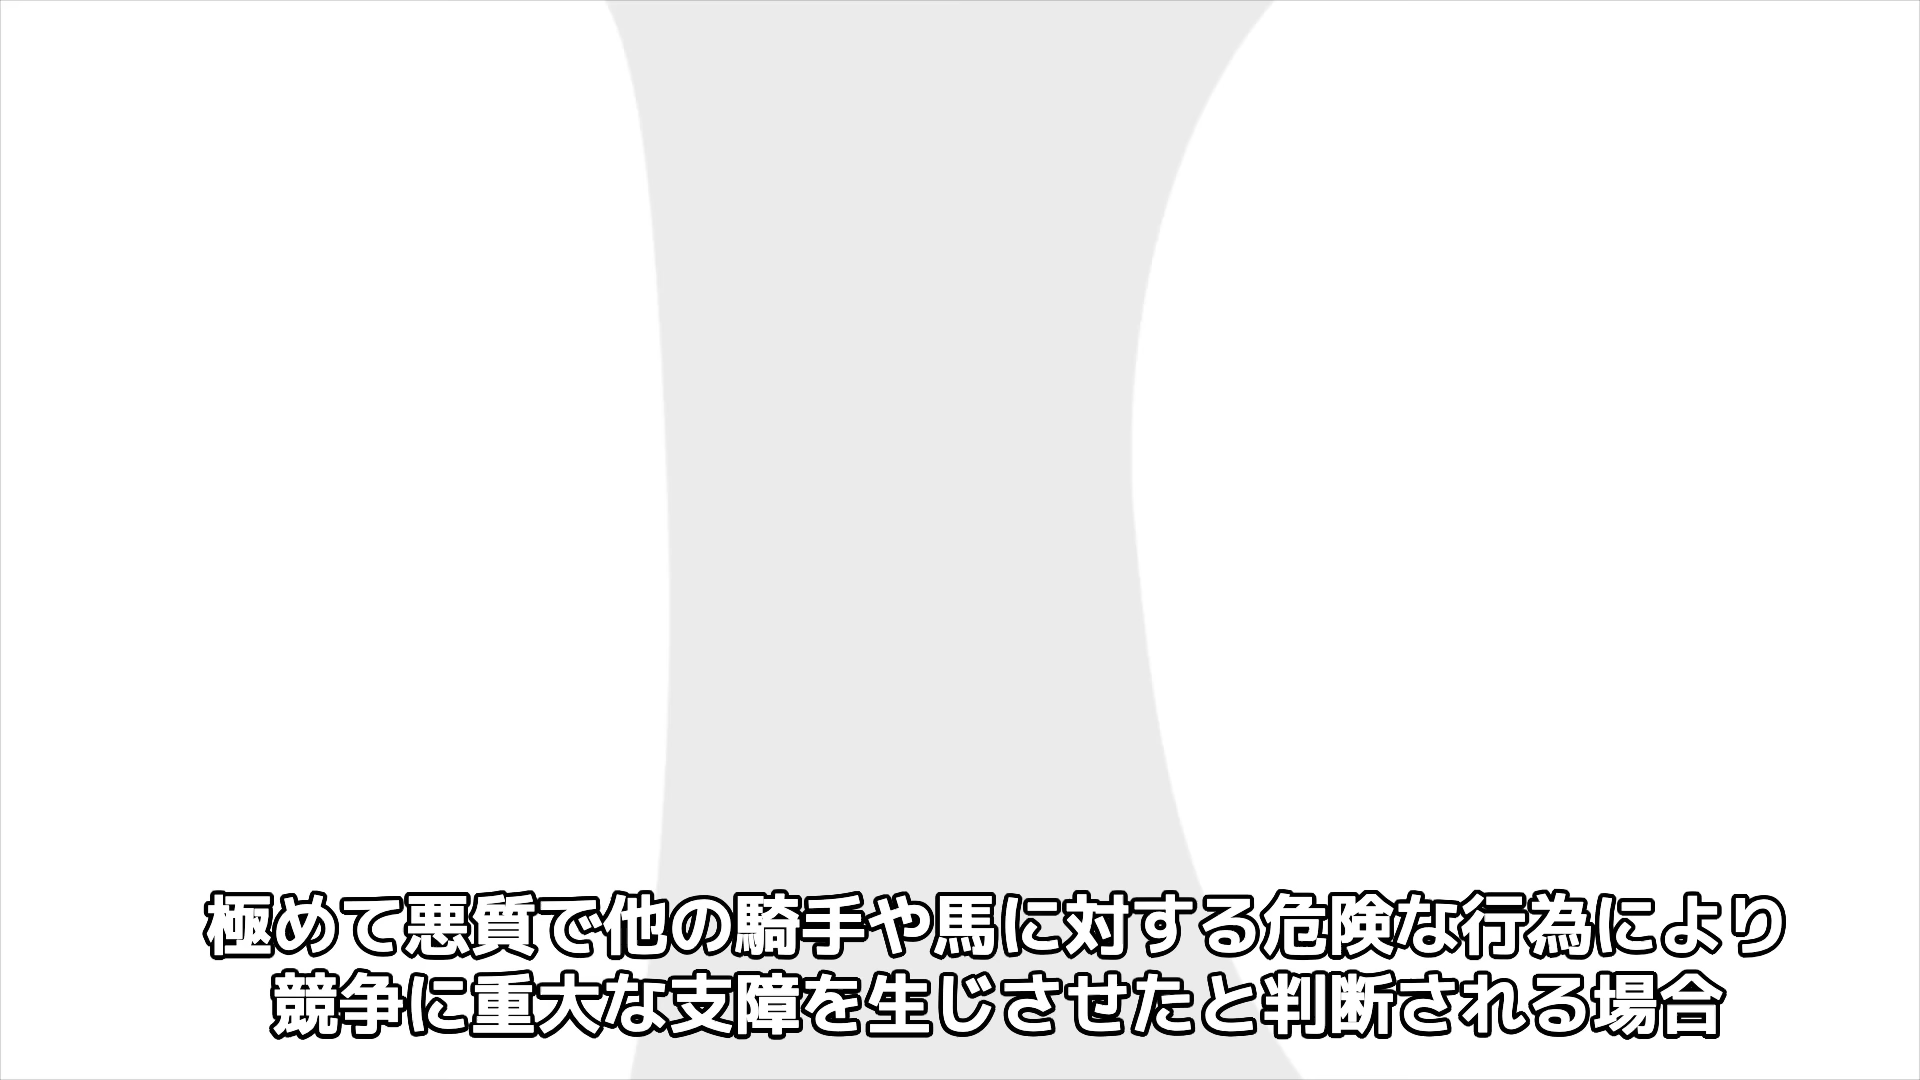 極めて悪質で他の騎手や馬に対する危険な行為により
競争に重大な支障を生じさせたと判断される場合